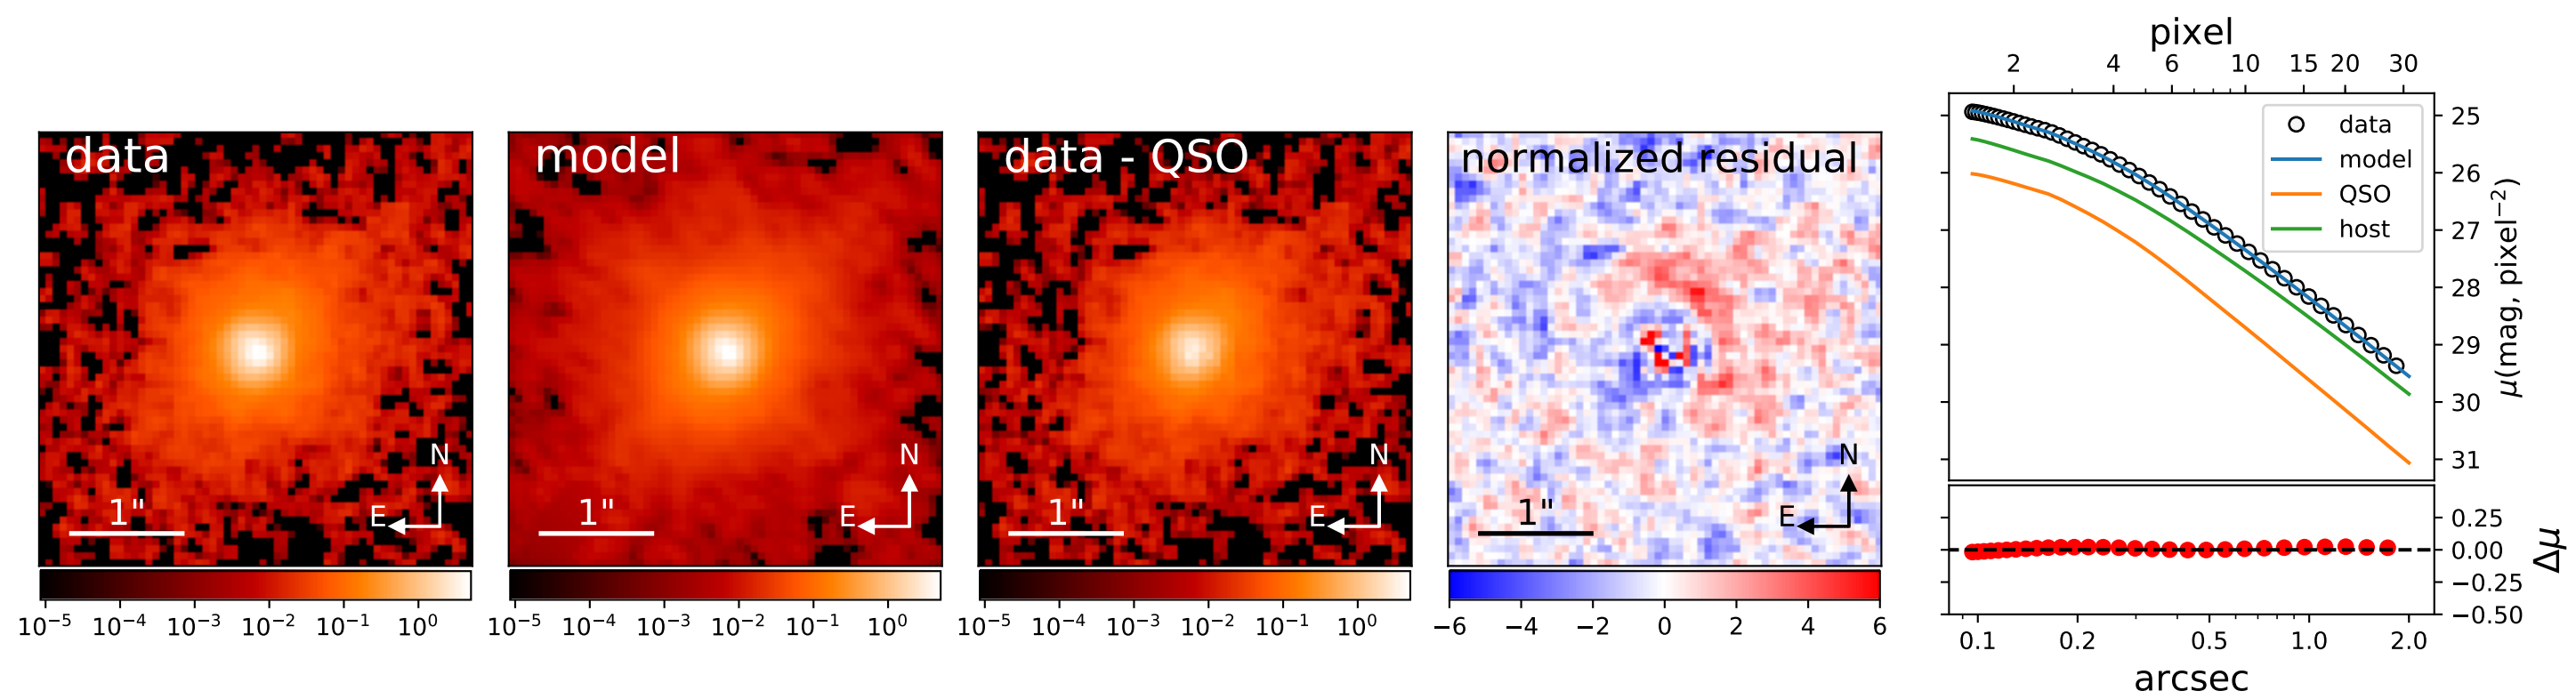 data
N
E
1"
10⁻⁵ 10⁻⁴ 10⁻³ 10⁻² 10⁻¹ 10⁰
model
N
E
1"
10⁻⁵ 10⁻⁴ 10⁻³ 10⁻² 10⁻¹ 10⁰
data - QSO
N
E
1"
10⁻⁵ 10⁻⁴ 10⁻³ 10⁻² 10⁻¹ 10⁰
normalized residual
N
E
1"
−6 −4 −2 0 2 4 6
pixel
2 4 6 10 15 20 30
data
model
QSO
host
25
26
27
28
29
30
31
μ(mag, pixel⁻²)
0.25
0.00
−0.25
−0.50
Δμ
0.1 0.2 0.5 1.0 2.0
arcsec